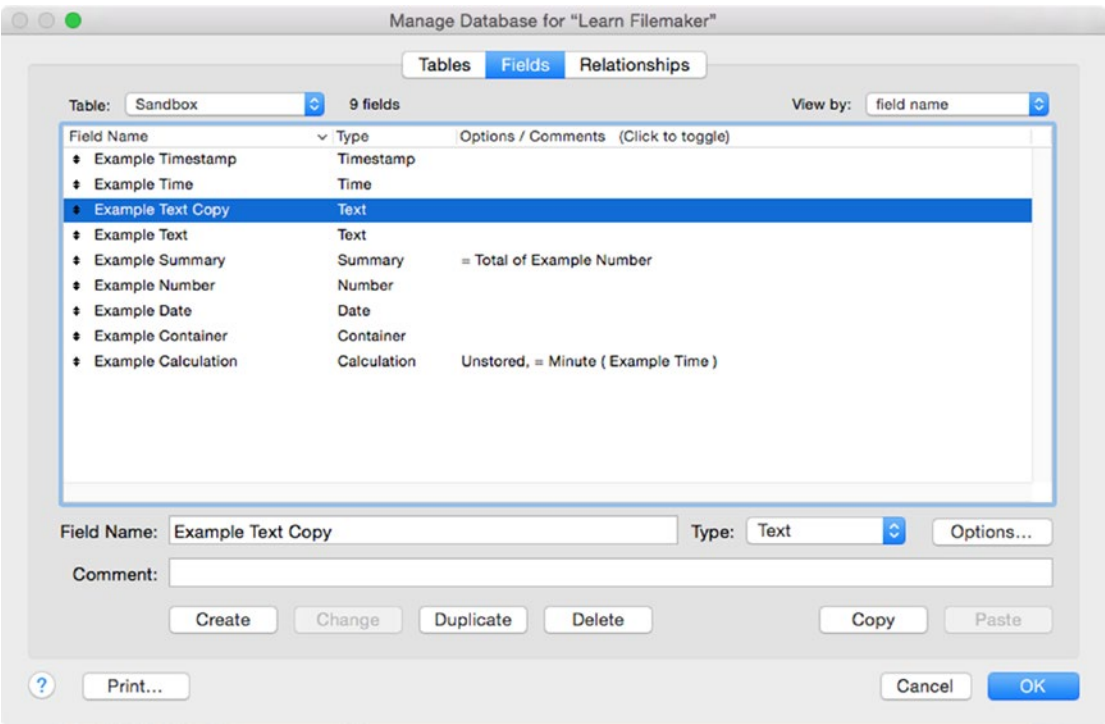 Manage Database for “Learn Filemaker”
Tables Fields Relationships
Table: Sandbox 9 fields View by: field name
Field Name Type Options / Comments (Click to toggle)
Example Timestamp Timestamp
Example Time Time
Example Text Copy Text
Example Text Text
Example Summary Summary = Total of Example Number
Example Number Number
Example Date Date
Example Container Container
Example Calculation Calculation Unstored, = Minute ( Example Time )
Field Name: Example Text Copy Type: Text Options...
Comment:
Create Change Duplicate Delete Copy Paste
? Print... Cancel OK